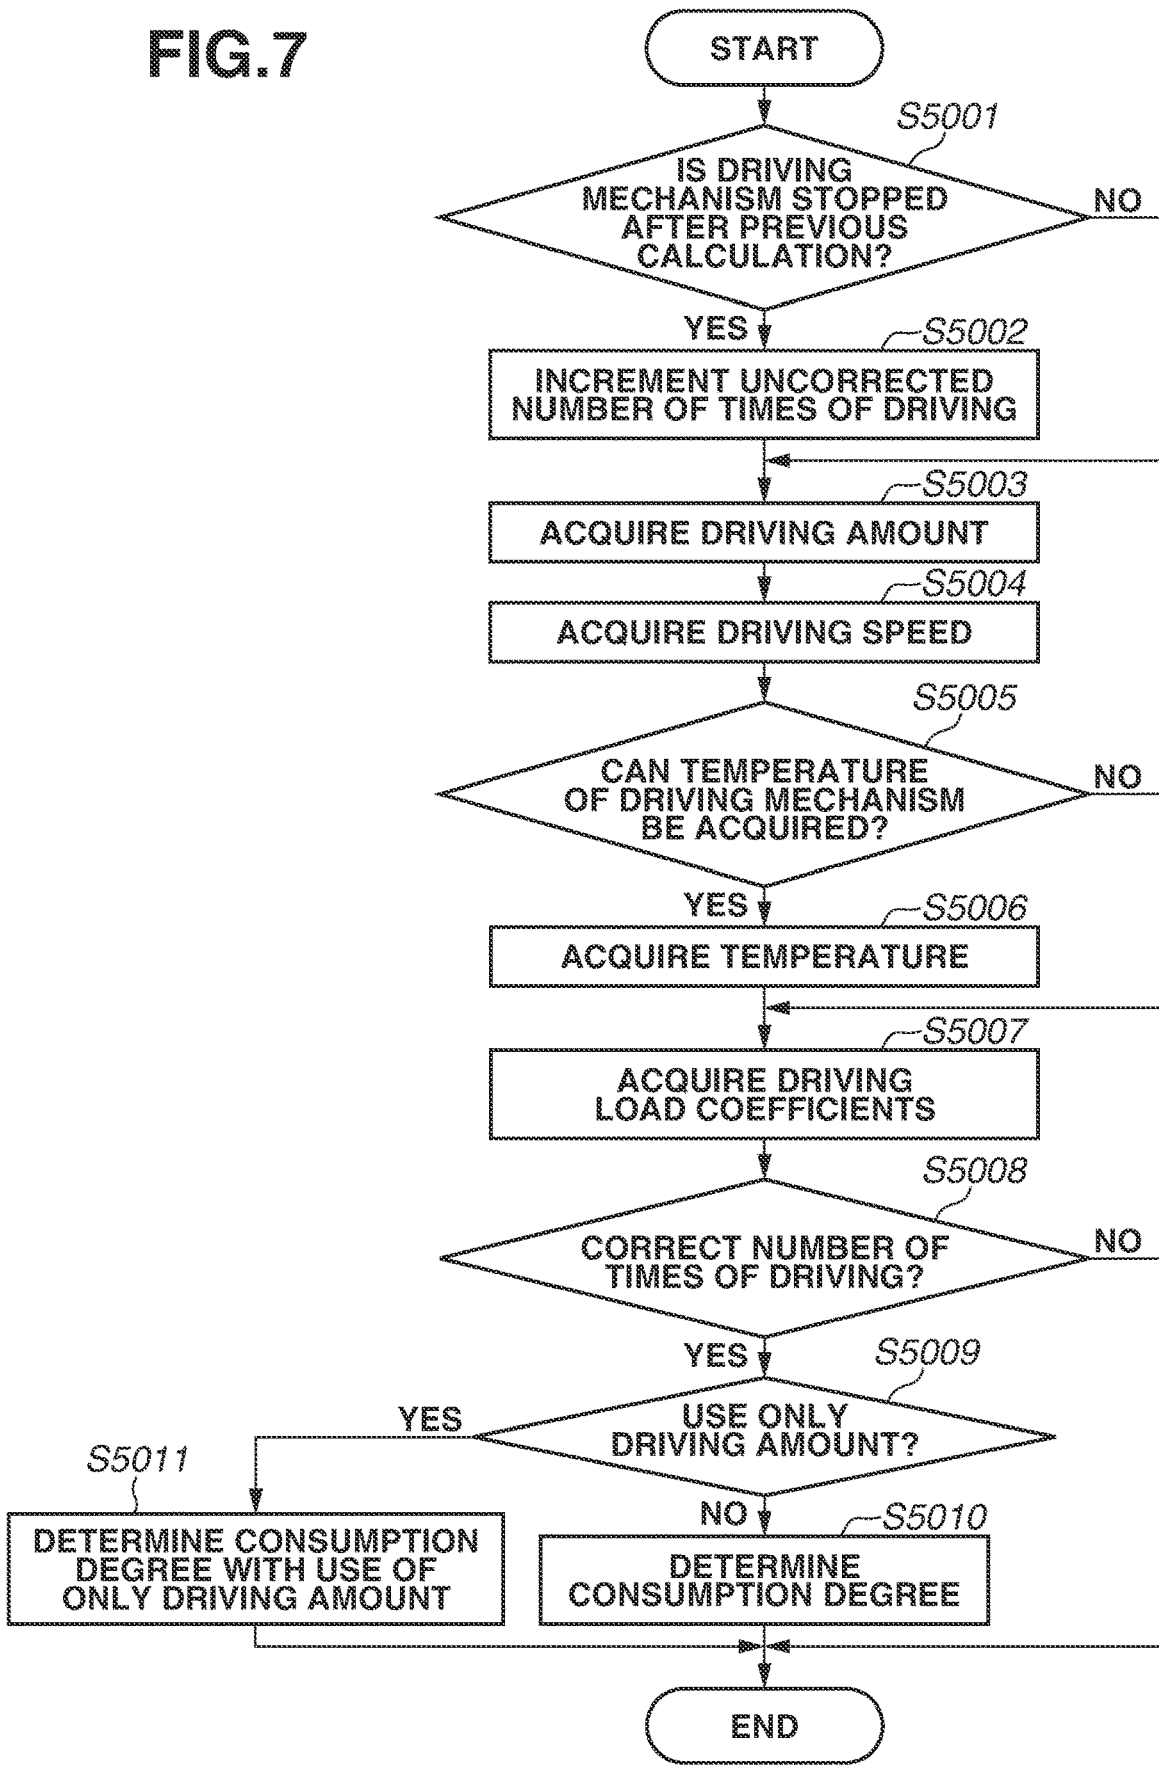 FIG.7
START
S5001
IS DRIVING
MECHANISM STOPPED
AFTER PREVIOUS
CALCULATION?
NO
YES
S5002
INCREMENT UNCORRECTED
NUMBER OF TIMES OF DRIVING
S5003
ACQUIRE DRIVING AMOUNT
S5004
ACQUIRE DRIVING SPEED
S5005
CAN TEMPERATURE
OF DRIVING MECHANISM
BE ACQUIRED?
NO
YES
S5006
ACQUIRE TEMPERATURE
S5007
ACQUIRE DRIVING
LOAD COEFFICIENTS
S5008
CORRECT NUMBER OF
TIMES OF DRIVING?
NO
YES
S5009
USE ONLY
DRIVING AMOUNT?
YES
S5011
DETERMINE CONSUMPTION
DEGREE WITH USE OF
ONLY DRIVING AMOUNT
NO
S5010
DETERMINE
CONSUMPTION DEGREE
END